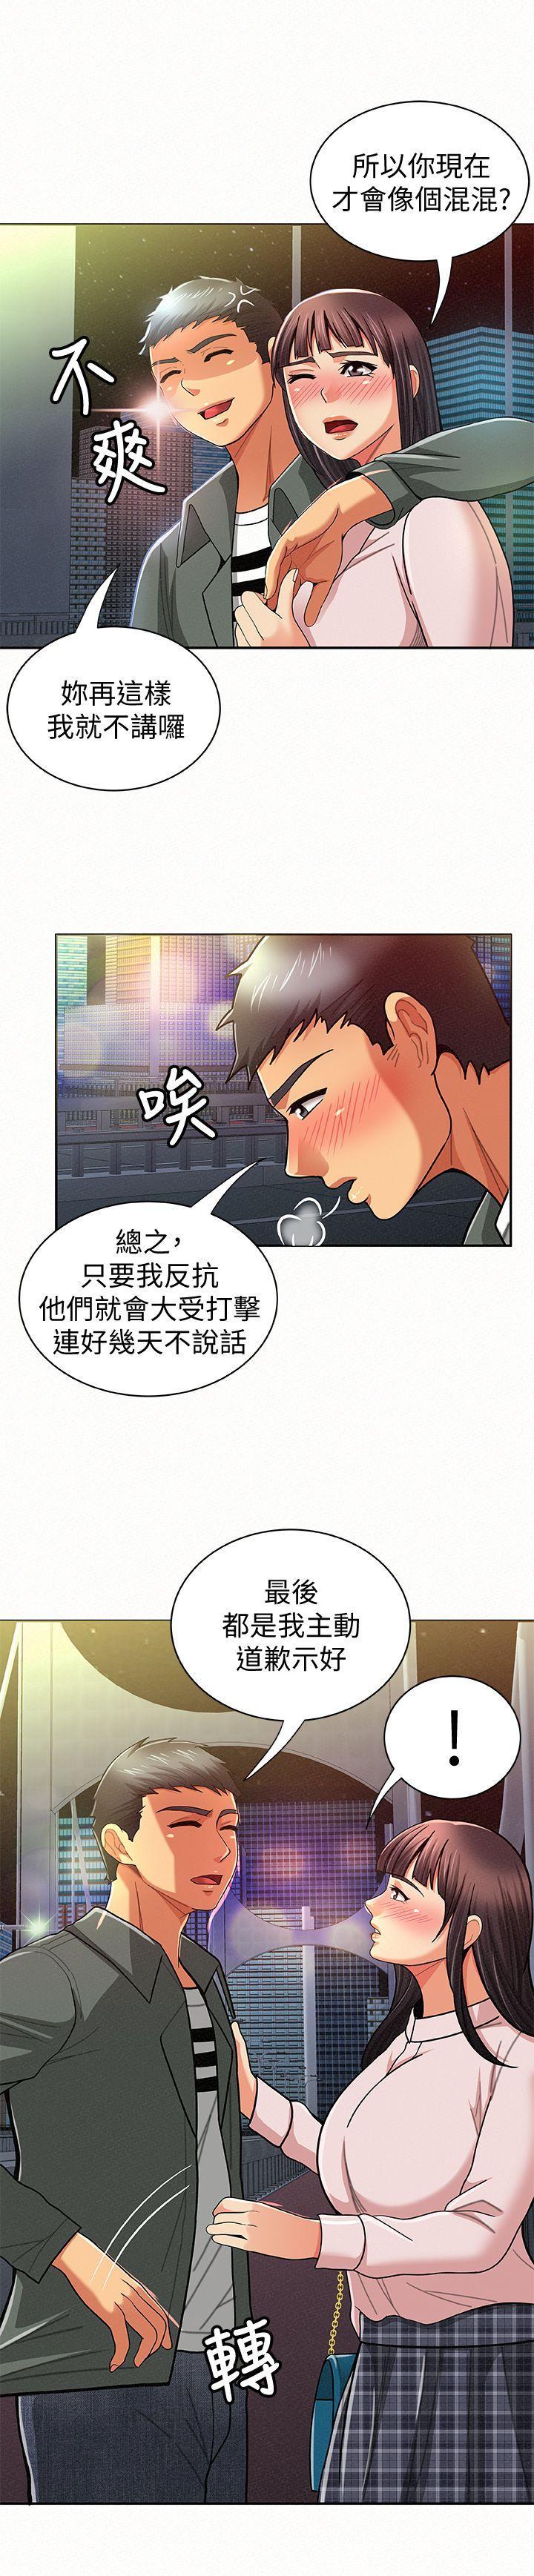 所以你現在
才會像個混混?
不
爽
妳再這樣
我就不講囉
唉
總之,
只要我反抗
他們就會大受打擊
連好幾天不說話
最後
都是我主動
道歉示好
!
轉